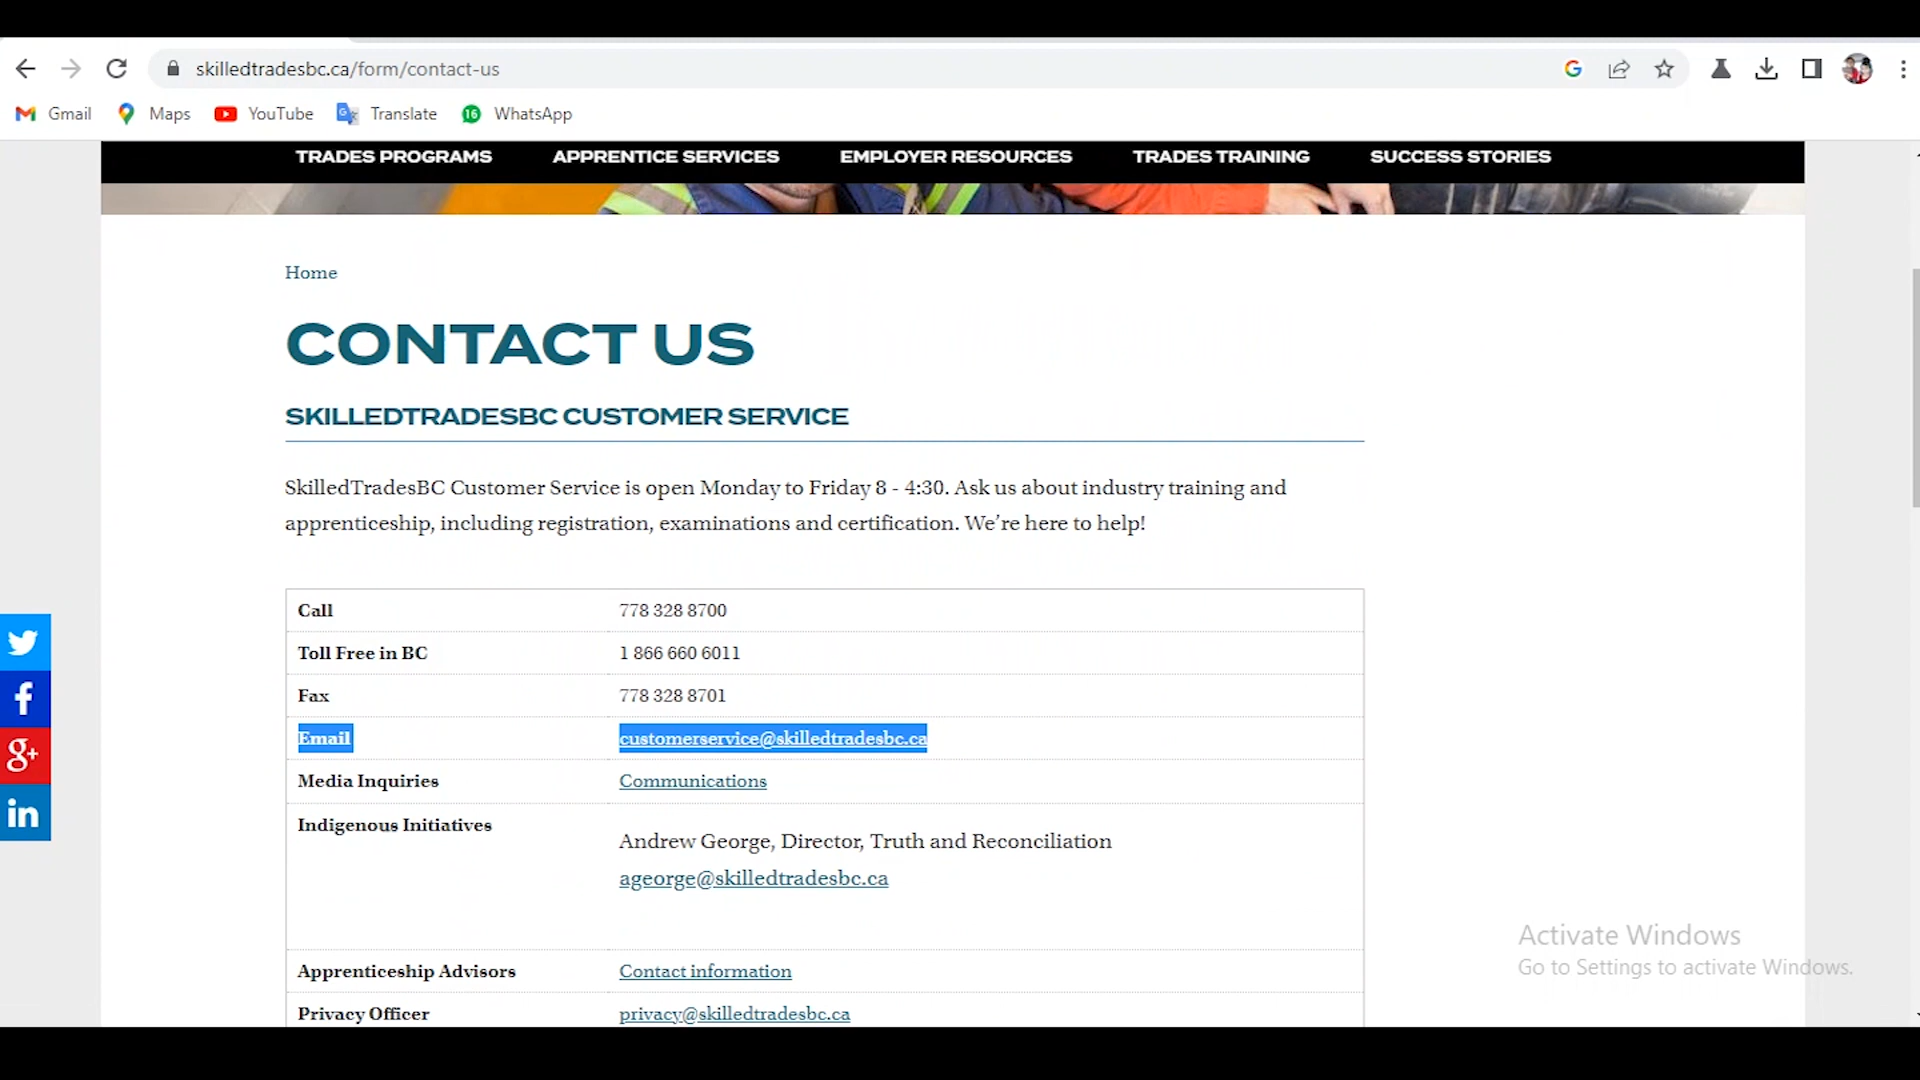 skilledtradesbc.ca/form/contact-us
Gmail Maps YouTube Translate 16 WhatsApp
TRADES PROGRAMS APPRENTICE SERVICES EMPLOYER RESOURCES TRADES TRAINING SUCCESS STORIES
Home
CONTACT US
SKILLEDTRADESBC CUSTOMER SERVICE
SkilledTradesBC Customer Service is open Monday to Friday 8 - 4:30. Ask us about industry training and
apprenticeship, including registration, examinations and certification. We're here to help!
Call 778 328 8700
Toll Free in BC 1 866 660 6011
Fax 778 328 8701
Email customerservice@skilledtradesbc.ca
Media Inquiries Communications
Indigenous Initiatives
Andrew George, Director, Truth and Reconciliation
ageorge@skilledtradesbc.ca
Apprenticeship Advisors Contact information
Privacy Officer privacy@skilledtradesbc.ca
Activate Windows
Go to Settings to activate Windows.